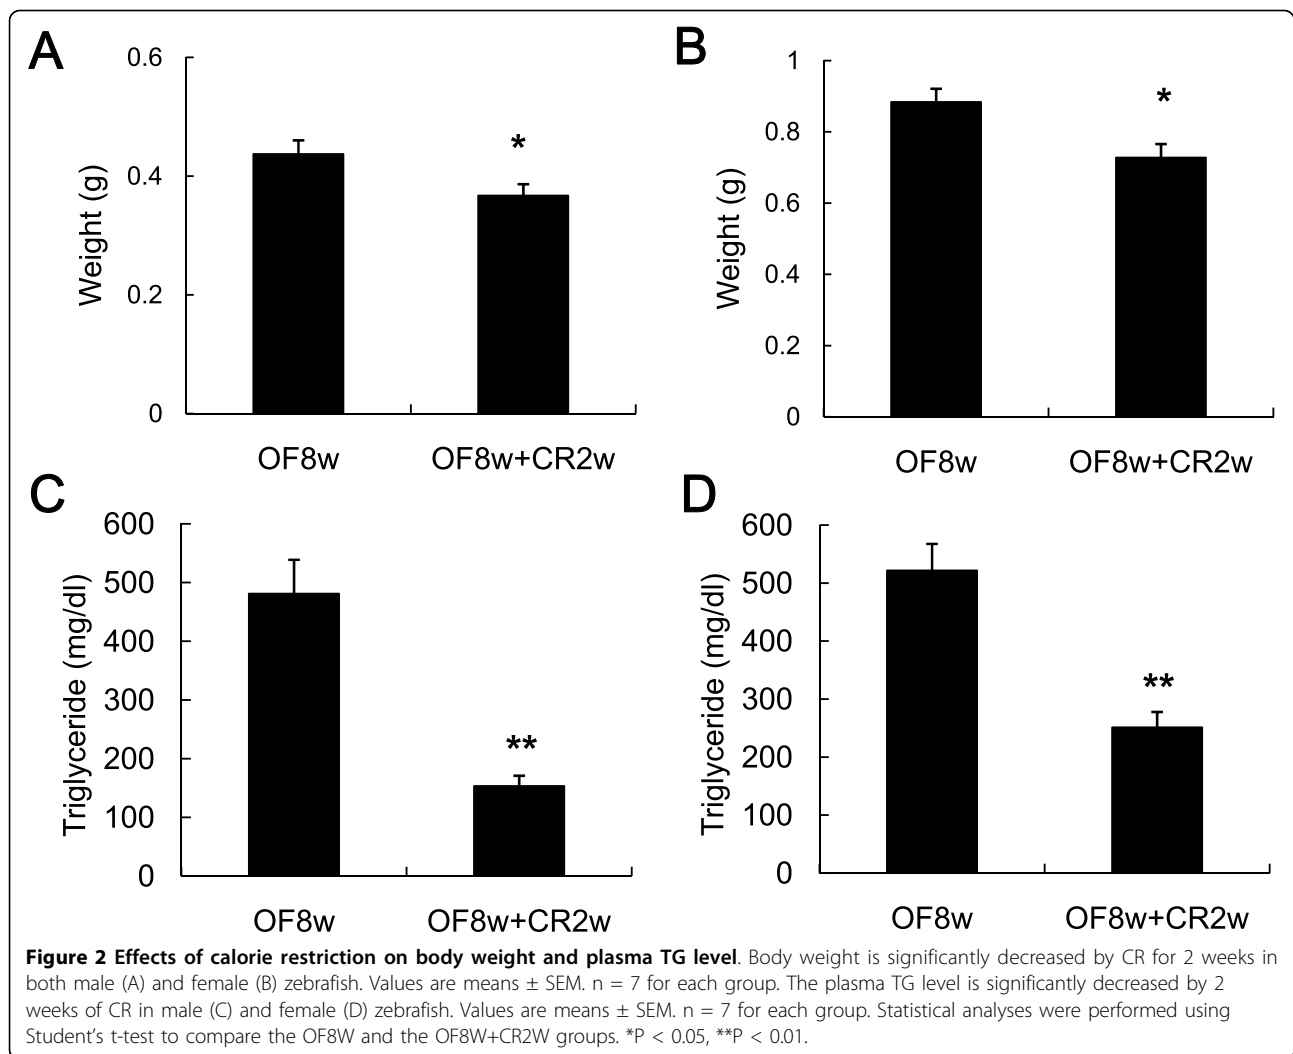 A
0.6
0.4
0.2
0
Weight (g)
*
OF8w
OF8w+CR2w
B
1
0.8
0.6
0.4
0.2
0
Weight (g)
*
OF8w
OF8w+CR2w
C
600
500
400
300
200
100
0
Triglyceride (mg/dl)
**
OF8w
OF8w+CR2w
D
600
500
400
300
200
100
0
Triglyceride (mg/dl)
**
OF8w
OF8w+CR2w
Figure 2 Effects of calorie restriction on body weight and plasma TG level. Body weight is significantly decreased by CR for 2 weeks in
both male (A) and female (B) zebrafish. Values are means ± SEM. n = 7 for each group. The plasma TG level is significantly decreased by 2
weeks of CR in male (C) and female (D) zebrafish. Values are means ± SEM. n = 7 for each group. Statistical analyses were performed using
Student's t-test to compare the OF8W and the OF8W+CR2W groups. *P < 0.05, **P < 0.01.